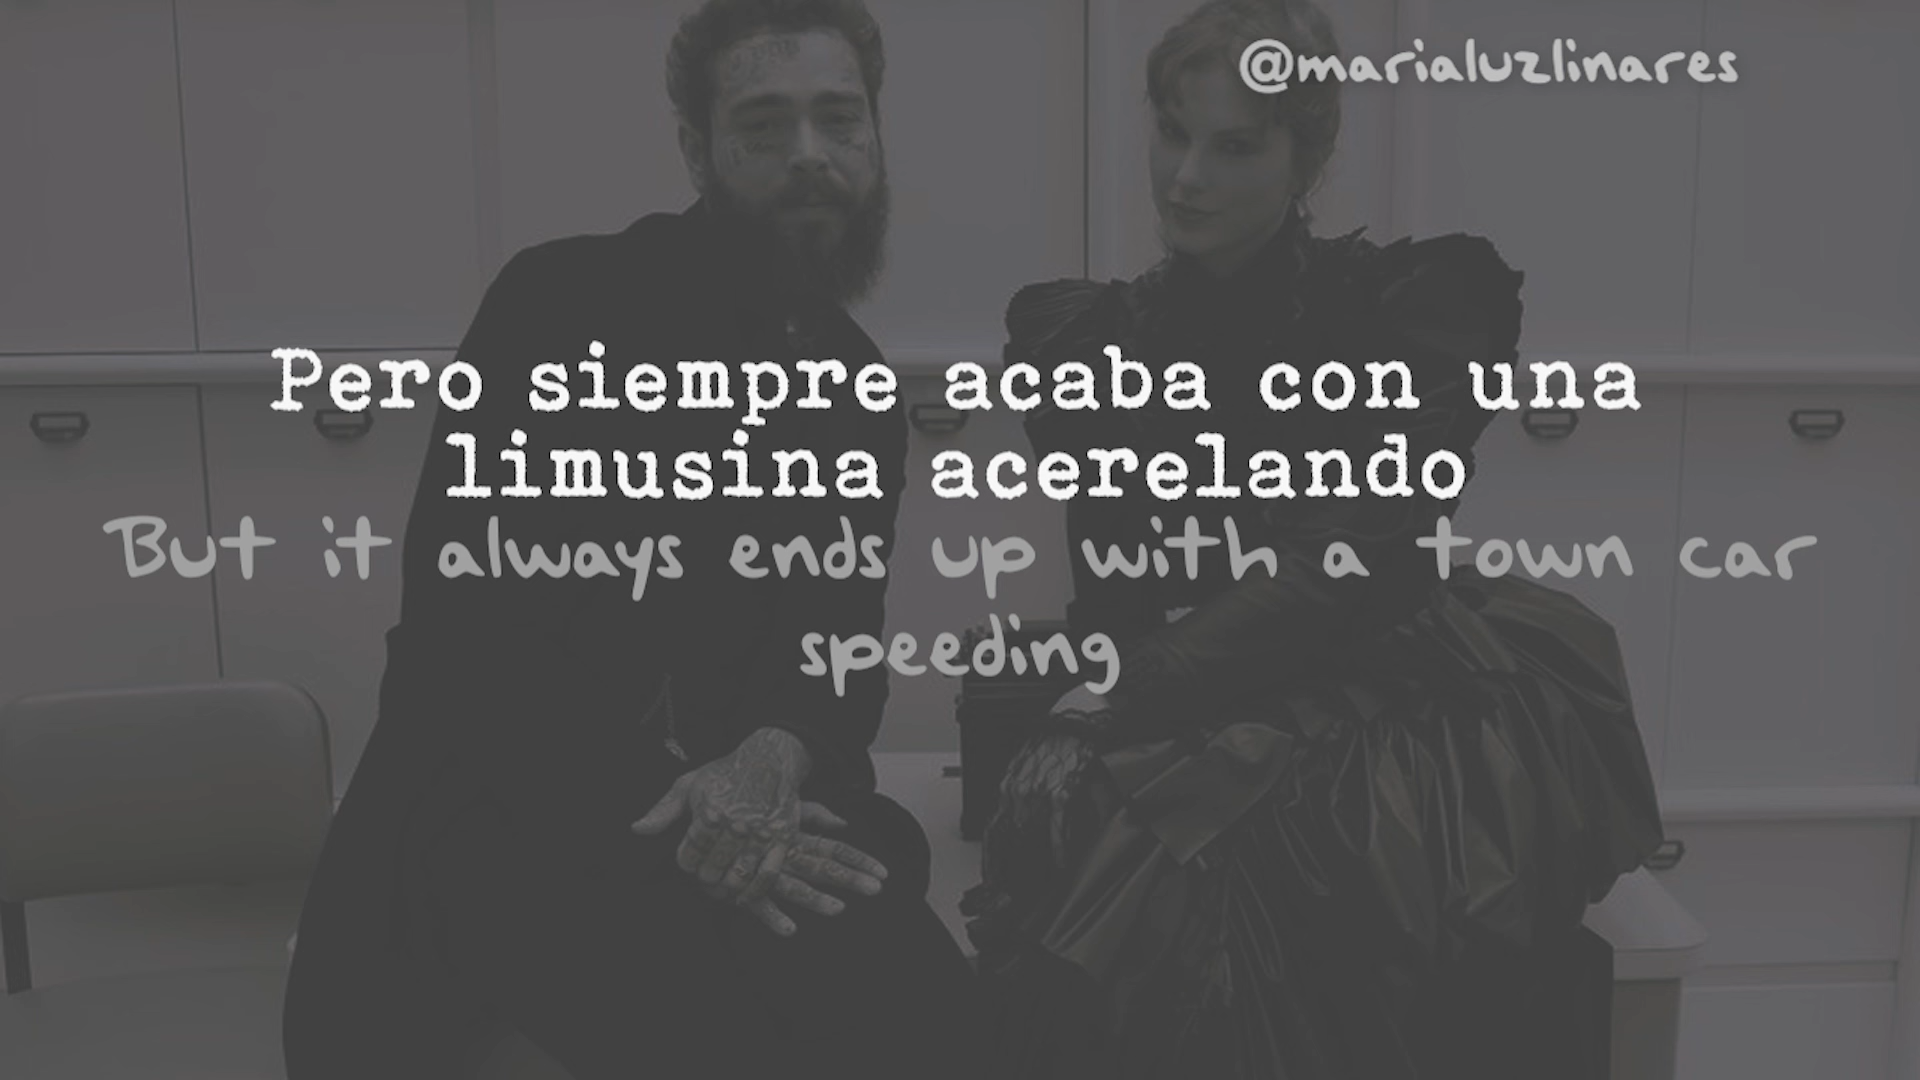 @marialuzlinares
Pero siempre acaba con una
limusina acerelando
But it always ends up with a town car
speeding